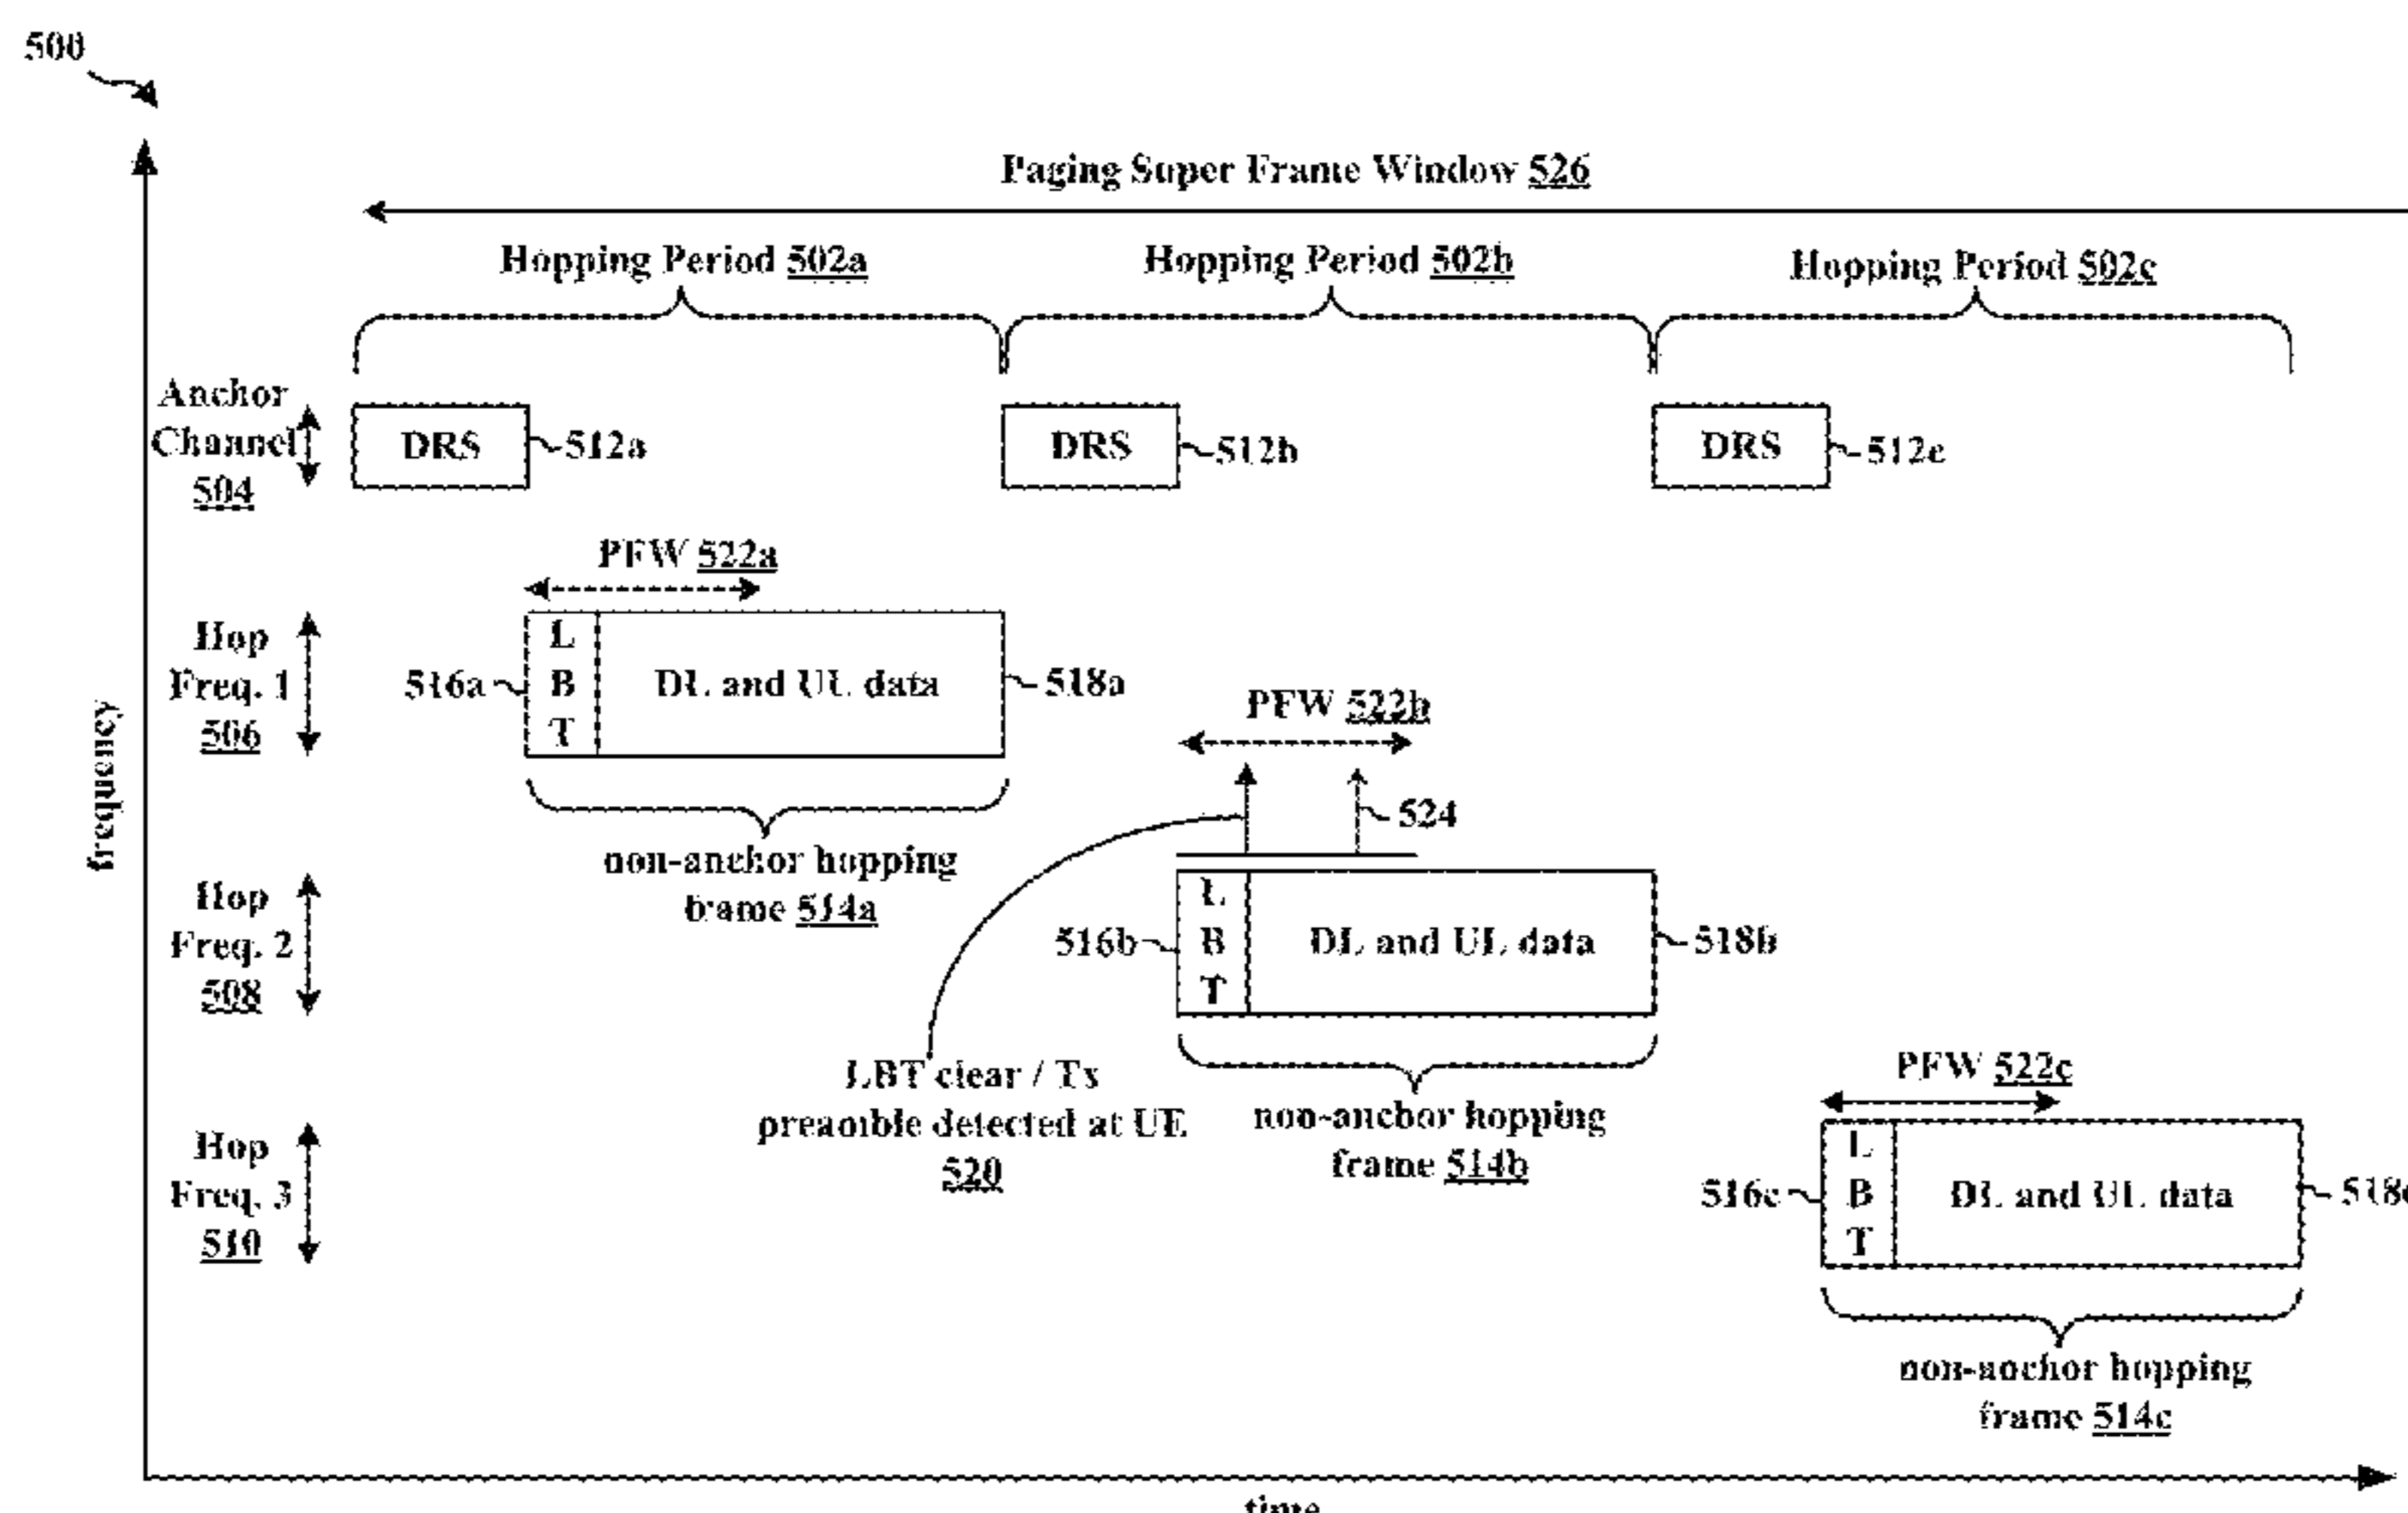 500
Paging Super Frame Window 526
Hopping Period 502a
Hopping Period 502b
Hopping Period 502c
Anchor
Channel
504
DRS
512a
DRS
512b
DRS
512c
PFW 522a
Hop
Freq. 1
506
516a
L
B
T
DL and UL data
518a
non-anchor hopping
frame 514a
PFW 522b
524
frequency
Hop
Freq. 2
508
516b
L
B
T
DL and UL data
518b
LBT clear / Tx
preamble detected at UE
520
non-anchor hopping
frame 514b
PFW 522c
Hop
Freq. 3
510
516c
L
B
T
DL and UL data
518c
non-anchor hopping
frame 514c
time